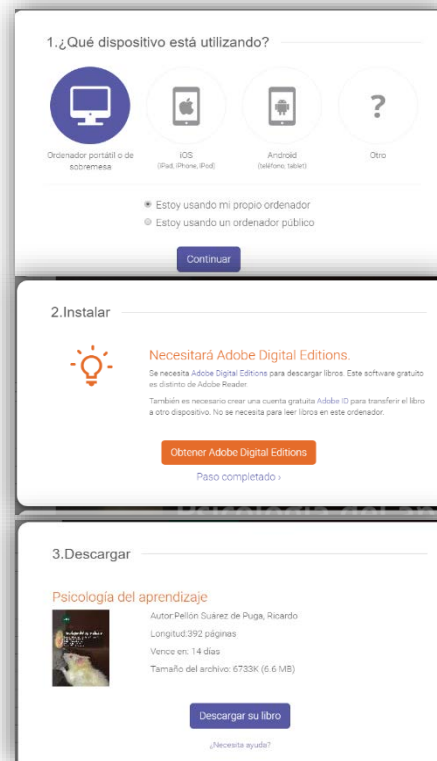 1.¿Qué dispositivo está utilizando?
Ordenador portátil o de
sobremesa
iOS
(iPad, iPhone, iPod)
Android
(teléfono, tablet)
?
Otro
Estoy usando mi propio ordenador
Estoy usando un ordenador público
Continuar
2.Instalar
Necesitará Adobe Digital Editions.
Se necesita Adobe Digital Editions para descargar libros. Este software gratuito
es distinto de Adobe Reader.
También es necesario crear una cuenta gratuita Adobe ID para transferir el libro
a otro dispositivo. No se necesita para leer libros en este ordenador.
Obtener Adobe Digital Editions
Paso completado ›
3.Descargar
Psicología del aprendizaje
Autor:Pellón Suárez de Puga, Ricardo
Longitud:392 páginas
Vence en: 14 días
Tamaño del archivo: 6733K (6.6 MB)
Descargar su libro
¿Necesita ayuda?